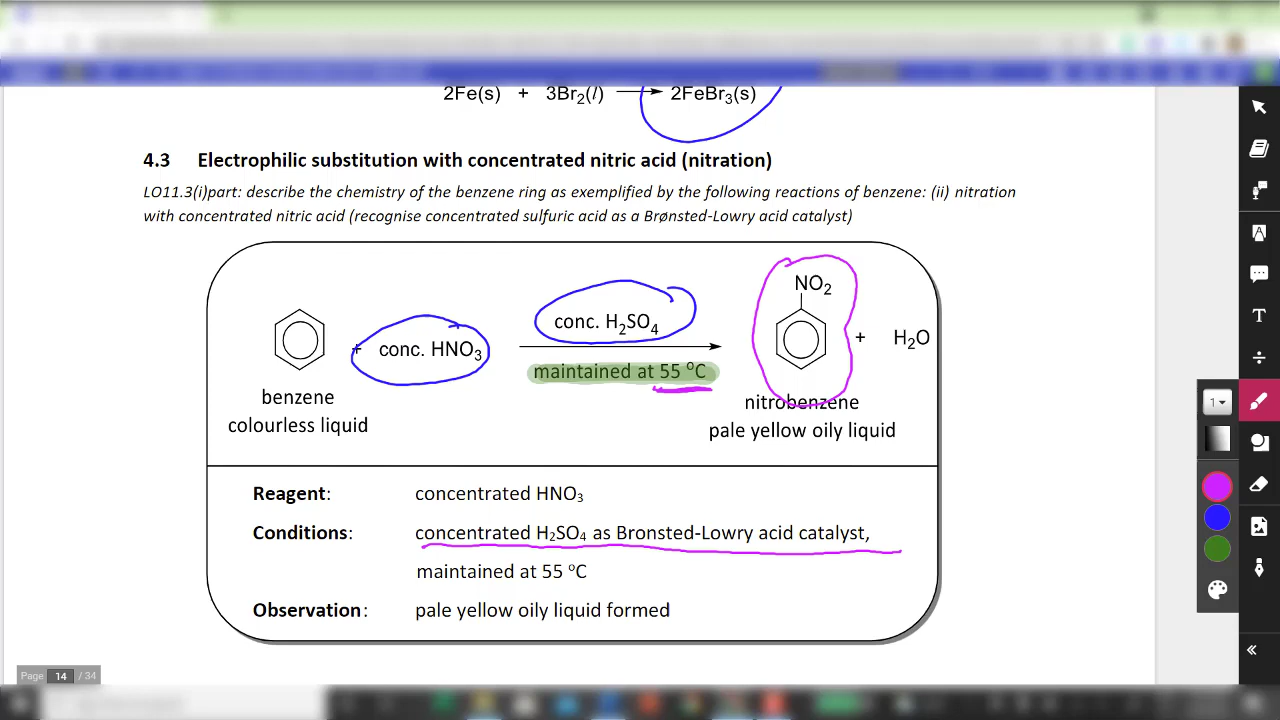 2Fe(s) + 3Br₂(l) ⟶ 2FeBr₃(s)
4.3 Electrophilic substitution with concentrated nitric acid (nitration)
LO11.3(i)part: describe the chemistry of the benzene ring as exemplified by the following reactions of benzene: (ii) nitration
with concentrated nitric acid (recognise concentrated sulfuric acid as a Brønsted-Lowry acid catalyst)
NO₂
conc. H₂SO₄
+ conc. HNO₃
+ H₂O
maintained at 55 °C
benzene
nitrobenzene
colourless liquid
pale yellow oily liquid
Reagent: concentrated HNO₃
Conditions: concentrated H₂SO₄ as Bronsted-Lowry acid catalyst,
maintained at 55 °C
Observation: pale yellow oily liquid formed
Page 14 / 34
1
T